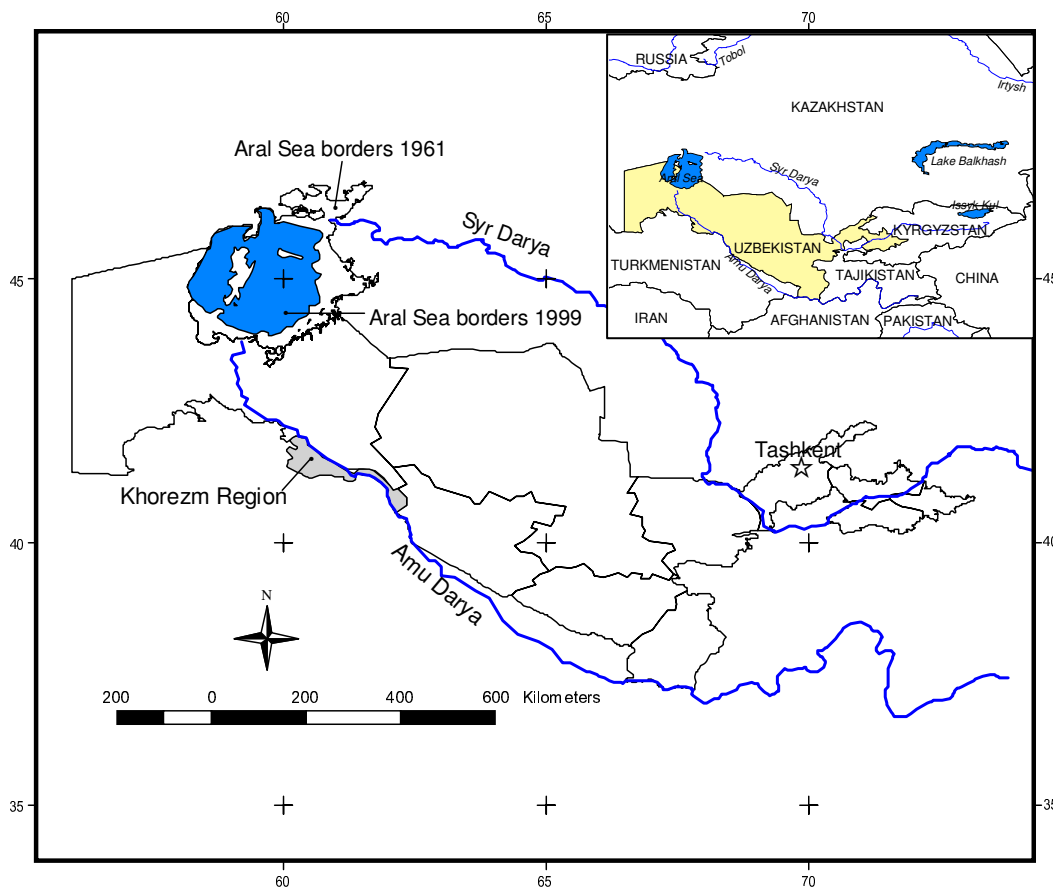 60
65
70
RUSSIA
Tobol
Irtysh
KAZAKHSTAN
Lake Balkhash
Aral Sea
Syr Darya
Issyk Kul
KYRGYZSTAN
UZBEKISTAN
TURKMENISTAN
Amu Darya
TAJIKISTAN
CHINA
IRAN
AFGHANISTAN
PAKISTAN
Aral Sea borders 1961
Syr Darya
45
45
Aral Sea borders 1999
Tashkent
Khorezm Region
40
40
Amu Darya
N
200
0
200
400
600
Kilometers
35
35
60
65
70